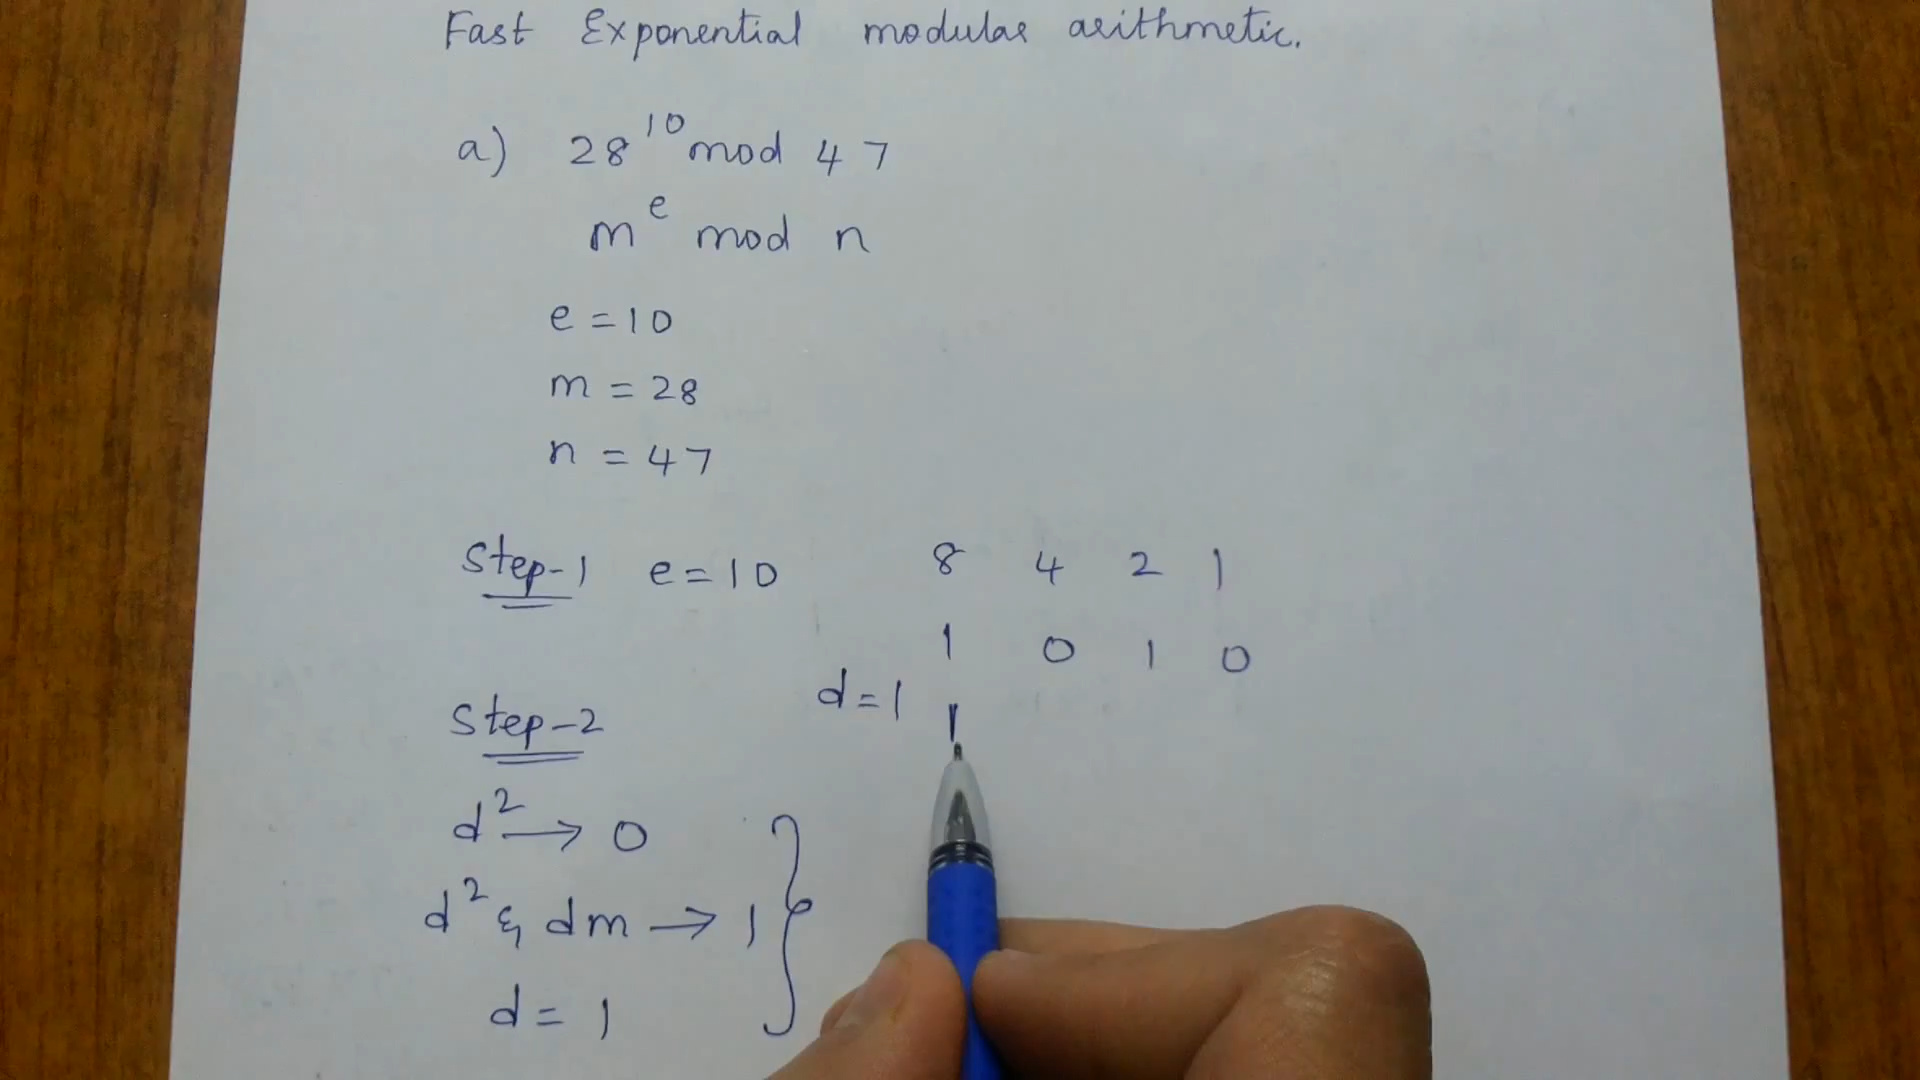 Fast Exponential modular arithmetic.
a) 28^10 mod 47
m^e mod n
e = 10
m = 28
n = 47
Step-1 e = 10 8 4 2 1
1 0 1 0
d = 1 1
Step-2
d^2 → 0
d^2 & dm → 1
d = 1